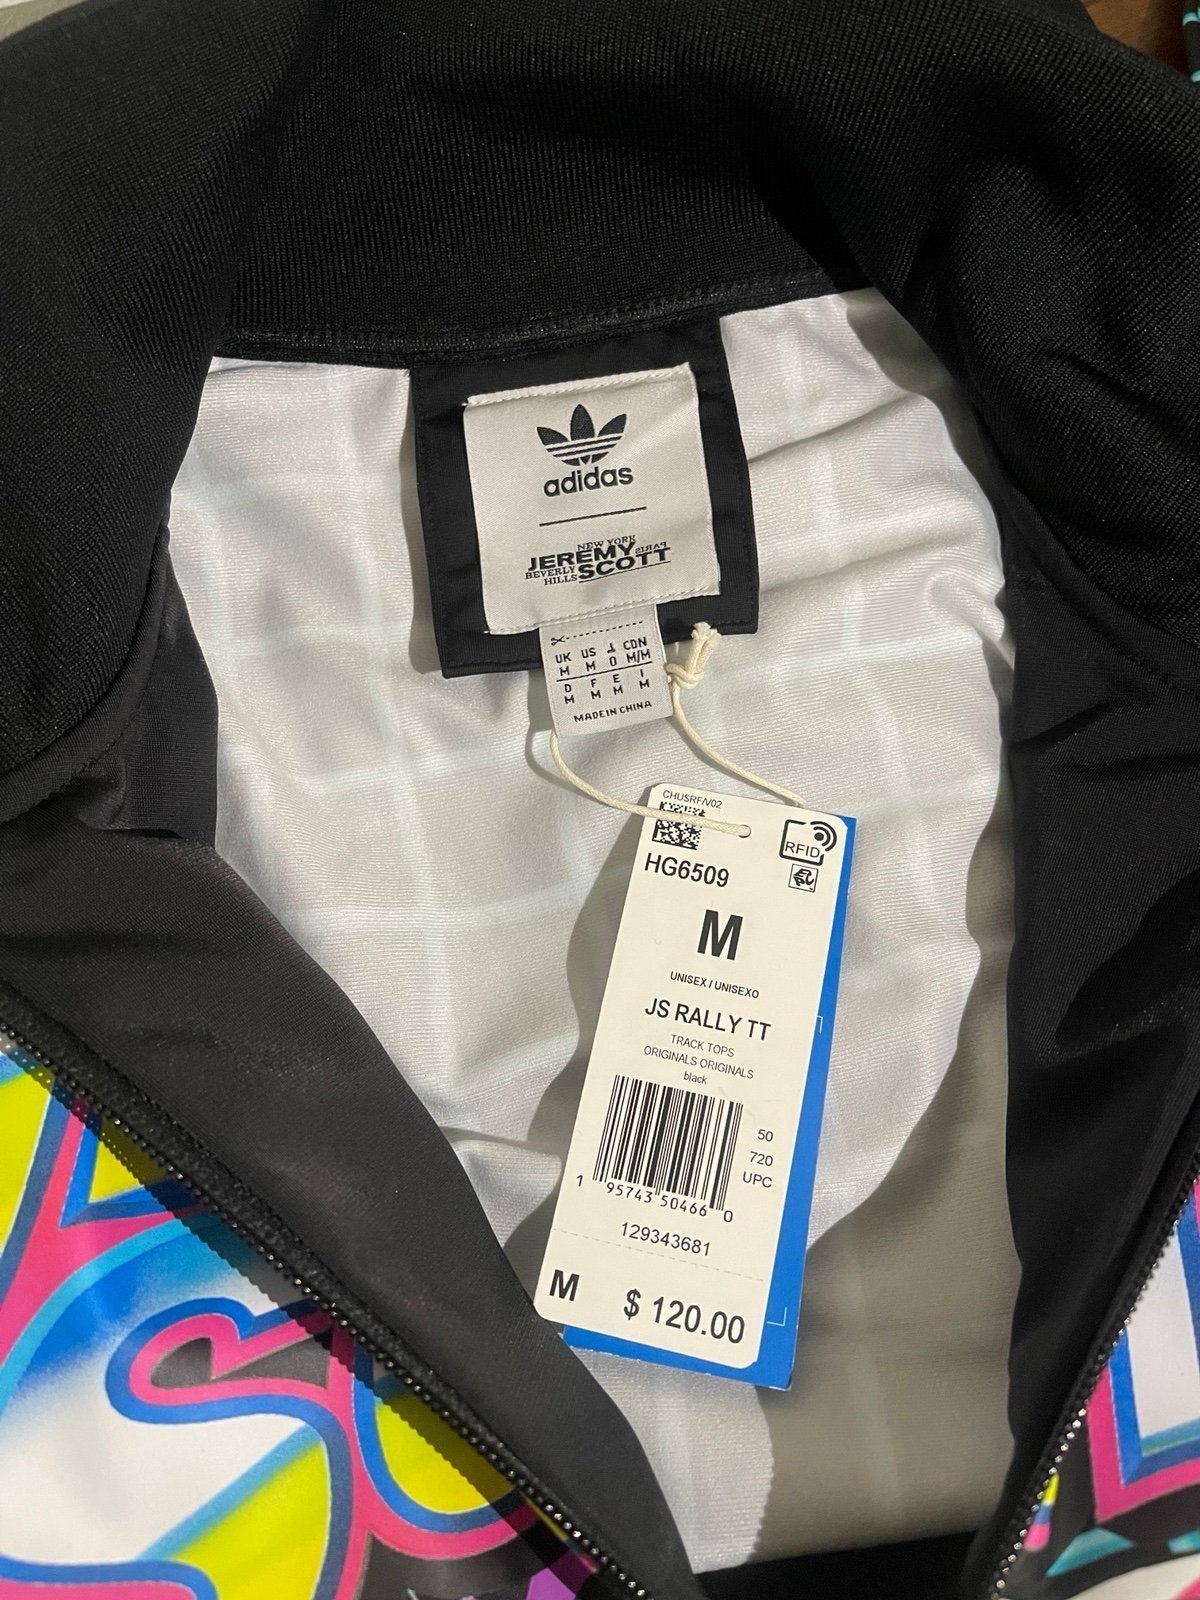 adidas
NEW YORK
JEREMY PARIS
BEVERLY SCOTT
HILLS
UK US J CDN
M M O M/M
D F E I
M M M M
MADE IN CHINA
CHUSRF/V02
RFID
HG6509
M
UNISEX / UNISEXO
JS RALLY TT
TRACK TOPS
ORIGINALS ORIGINALS
black
50
720
UPC
1 95743 50466 0
129343681
M $ 120.00